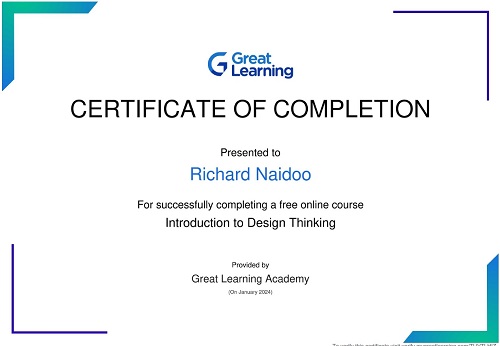 Great
Learning
CERTIFICATE OF COMPLETION
Presented to
Richard Naidoo
For successfully completing a free online course
Introduction to Design Thinking
Provided by
Great Learning Academy
(On January 2024)